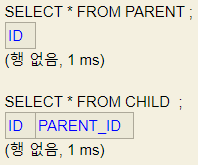 SELECT * FROM PARENT ;
ID
(행 없음, 1 ms)
SELECT * FROM CHILD  ;
ID PARENT_ID
(행 없음, 1 ms)